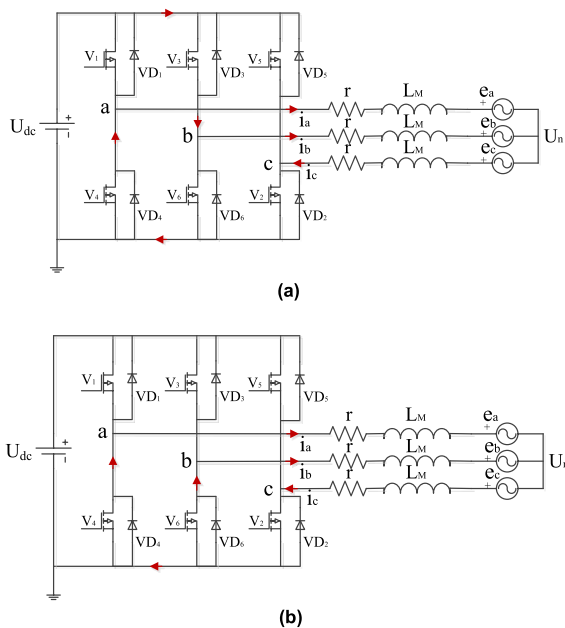 V1 V3 V5
VD1 VD3 VD5
a r LM ea
+
Udc + ia
b r LM eb Un
+
ib
c r LM ec
+
ic
V4 V6 V2
VD4 VD6 VD2
(a)
V1 V3 V5
VD1 VD3 VD5
a r LM ea
+
Udc + ia
b r LM eb
+
ib
c r LM ec
+
ic
V4 V6 V2
VD4 VD6 VD2
(b)